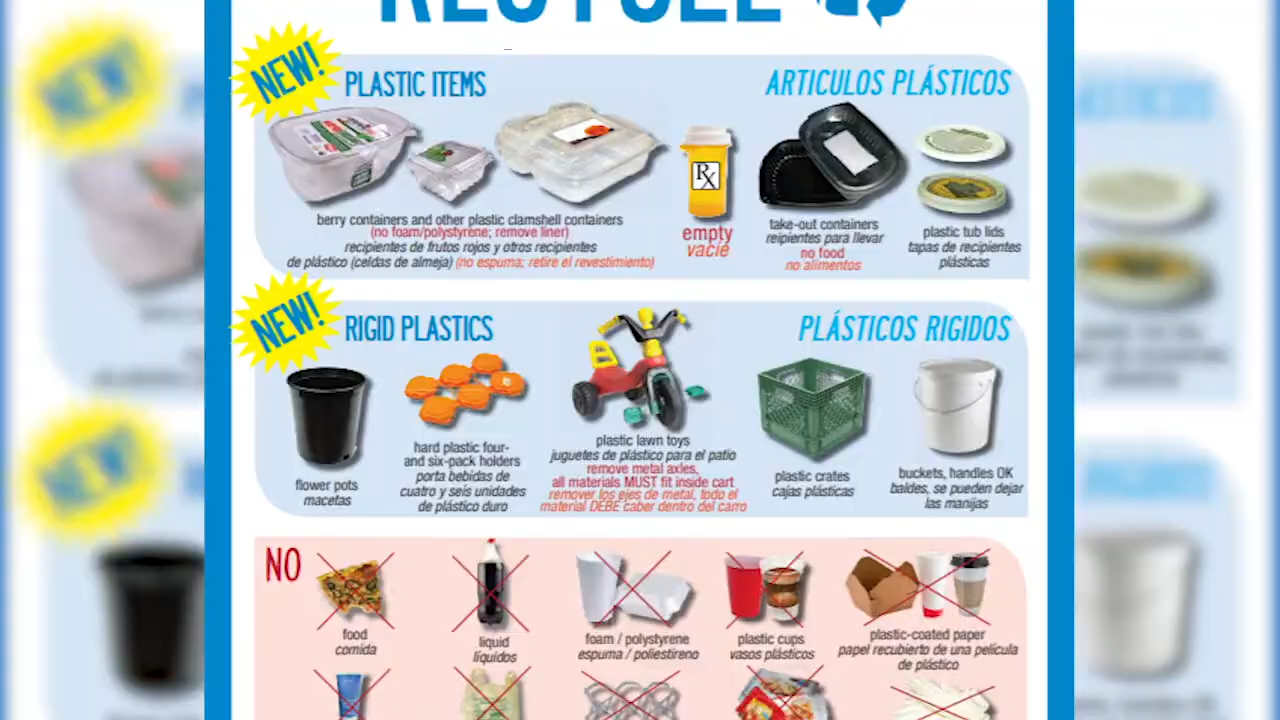 RECYCLE
NEW!
PLASTIC ITEMS
ARTICULOS PLÁSTICOS
berry containers and other plastic clamshell containers
(no foam/polystyrene; remove liner)
recipientes de frutos rojos y otros recipientes
de plástico (celdas de almeja) (no espuma; retire el revestimiento)
Rx
empty
vacíe
take-out containers
reipientes para llevar
no food
no alimentos
plastic tub lids
tapas de recipientes
plásticas
NEW!
RIGID PLASTICS
PLÁSTICOS RIGIDOS
flower pots
macetas
hard plastic four-
and six-pack holders
porta bebidas de
cuatro y seis unidades
de plástico duro
plastic lawn toys
juguetes de plástico para el patio
remove metal axles,
all materials MUST fit inside cart
remover los ejes de metal, todo el
material DEBE caber dentro del carro
plastic crates
cajas plásticas
buckets, handles OK
baldes, se pueden dejar
las manijas
NO
food
comida
liquid
líquidos
foam / polystyrene
espuma / poliestireno
plastic cups
vasos plásticos
plastic-coated paper
papel recubierto de una película
de plástico